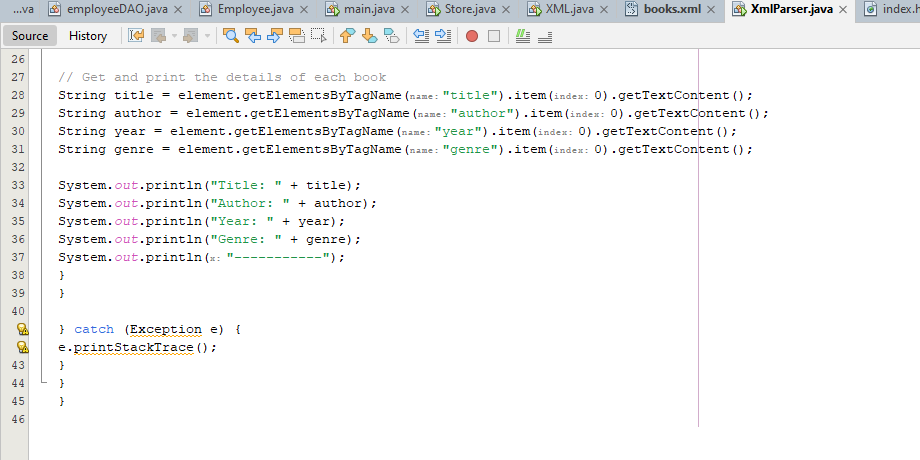 ...va employeeDAO.java Employee.java main.java Store.java XML.java books.xml XmlParser.java index.h
Source History
26
27 // Get and print the details of each book
28 String title = element.getElementsByTagName(name: "title").item(index: 0).getTextContent();
29 String author = element.getElementsByTagName(name: "author").item(index: 0).getTextContent();
30 String year = element.getElementsByTagName(name: "year").item(index: 0).getTextContent();
31 String genre = element.getElementsByTagName(name: "genre").item(index: 0).getTextContent();
32
33 System.out.println("Title: " + title);
34 System.out.println("Author: " + author);
35 System.out.println("Year: " + year);
36 System.out.println("Genre: " + genre);
37 System.out.println(x: "-----------");
38 }
39 }
40
} catch (Exception e) {
e.printStackTrace();
43 }
44 }
45 }
46